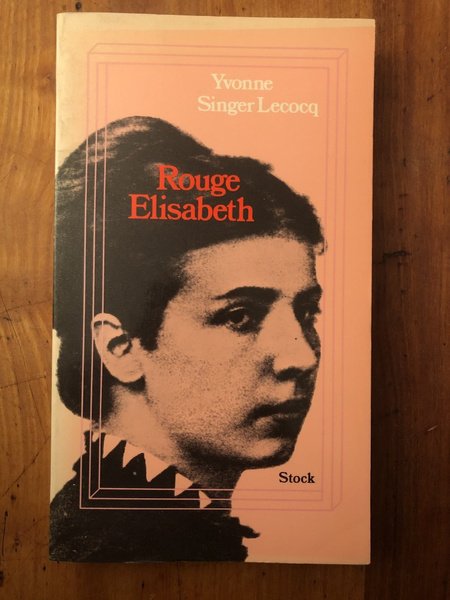 Yvonne
Singer Lecocq
Rouge
Elisabeth
Stock